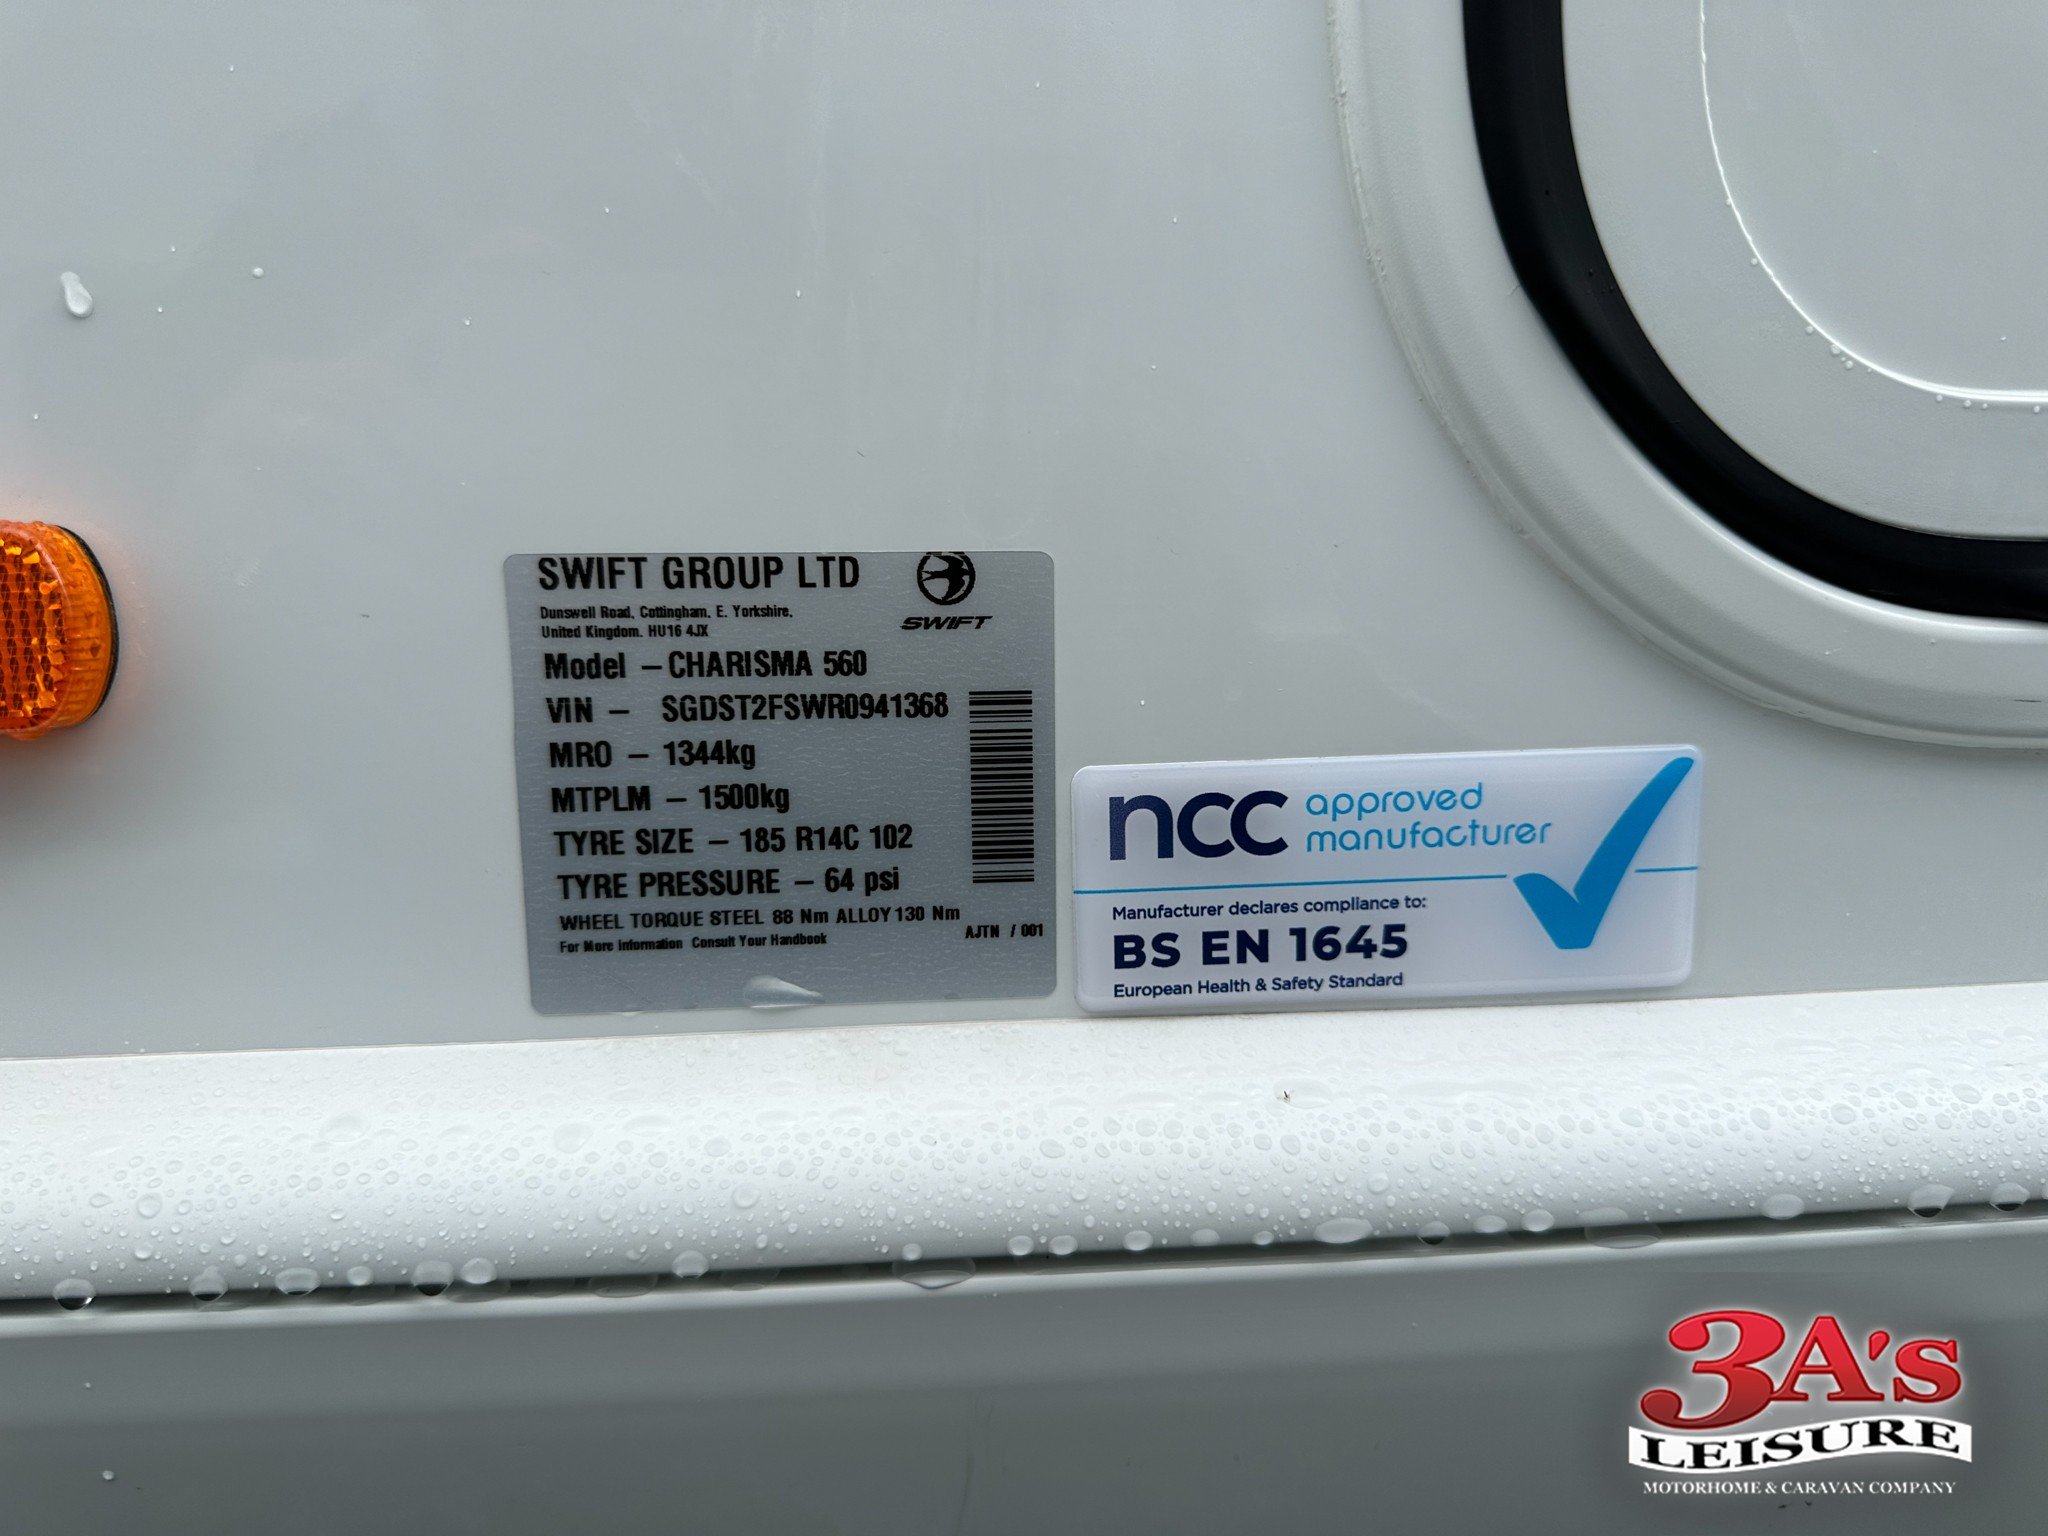 SWIFT GROUP LTD
Dunswell Road, Cottingham, E. Yorkshire,
United Kingdom. HU16 4JX
SWIFT
Model – CHARISMA 560
VIN – SGDST2FSWR0941368
MRO – 1344kg
MTPLM – 1500kg
TYRE SIZE – 185 R14C 102
TYRE PRESSURE – 64 psi
WHEEL TORQUE STEEL 88 Nm ALLOY 130 Nm
For More Information Consult Your Handbook
AJTN / 001
ncc approved
manufacturer
Manufacturer declares compliance to:
BS EN 1645
European Health & Safety Standard
3A's
LEISURE
MOTORHOME & CARAVAN COMPANY